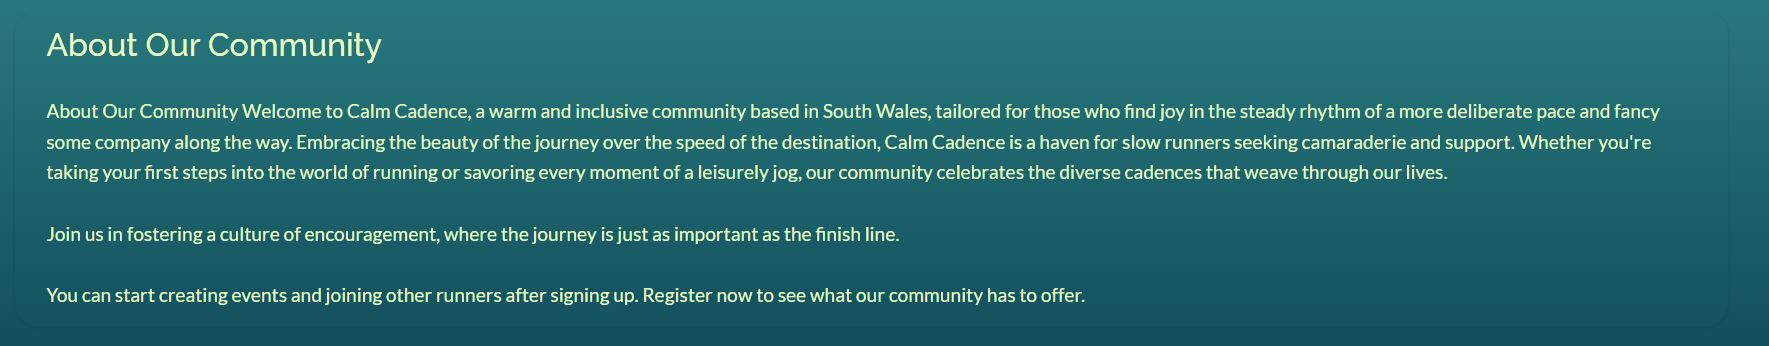 About Our Community
About Our Community Welcome to Calm Cadence, a warm and inclusive community based in South Wales, tailored for those who find joy in the steady rhythm of a more deliberate pace and fancy
some company along the way. Embracing the beauty of the journey over the speed of the destination, Calm Cadence is a haven for slow runners seeking camaraderie and support. Whether you're
taking your first steps into the world of running or savoring every moment of a leisurely jog, our community celebrates the diverse cadences that weave through our lives.
Join us in fostering a culture of encouragement, where the journey is just as important as the finish line.
You can start creating events and joining other runners after signing up. Register now to see what our community has to offer.